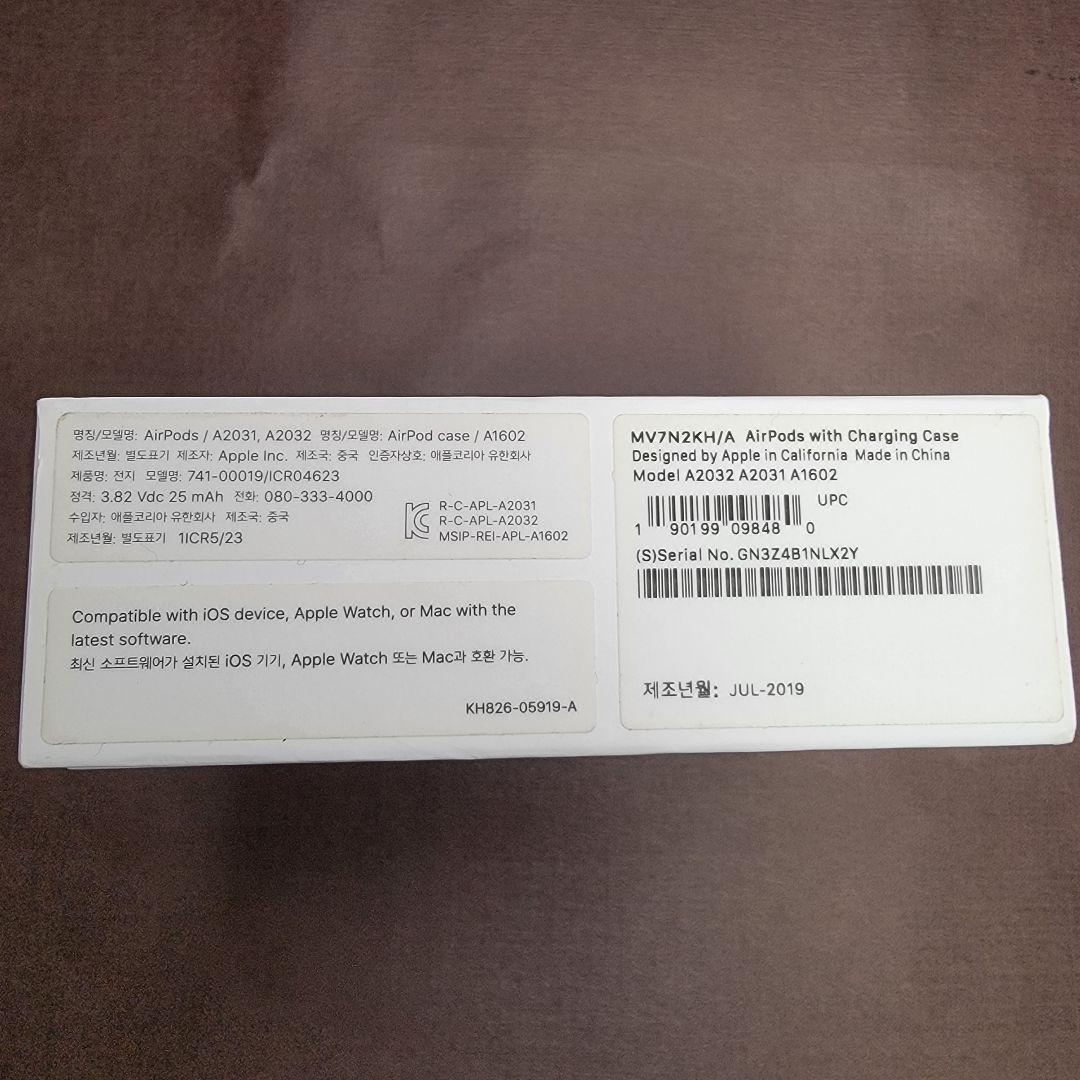 명칭/모델명: AirPods / A2031, A2032 명칭/모델명: AirPod case / A1602
제조년월: 별도표기 제조자: Apple Inc. 제조국: 중국 인증자상호: 애플코리아 유한회사
제품명: 전지 모델명: 741-00019/ICR04623
정격: 3.82 Vdc 25 mAh 전화: 080-333-4000
수입자: 애플코리아 유한회사 제조국: 중국
제조년월: 별도표기 1ICR5/23
R-C-APL-A2031
R-C-APL-A2032
MSIP-REI-APL-A1602
Compatible with iOS device, Apple Watch, or Mac with the
latest software.
최신 소프트웨어가 설치된 iOS 기기, Apple Watch 또는 Mac과 호환 가능.
KH826-05919-A
MV7N2KH/A AirPods with Charging Case
Designed by Apple in California Made in China
Model A2032 A2031 A1602
UPC
1 90199 09848 0
(S)Serial No. GN3Z4B1NLX2Y
제조년월: JUL-2019